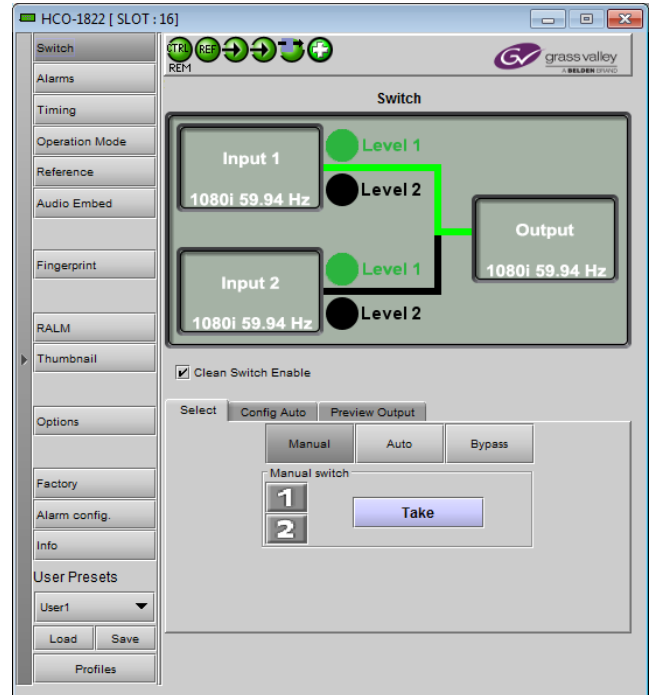 HCO-1822 [ SLOT : 16]
Switch
Alarms
Timing
Operation Mode
Reference
Audio Embed
Fingerprint
RALM
Thumbnail
Options
Factory
Alarm config.
Info
User Presets
User1
Load Save
Profiles
CTRL REF
REM
GV grass valley
A BELDEN BRAND
Switch
Input 1
1080i 59.94 Hz
Level 1
Level 2
Input 2
1080i 59.94 Hz
Level 1
Level 2
Output
1080i 59.94 Hz
Clean Switch Enable
Select Config Auto Preview Output
Manual Auto Bypass
Manual switch
1
2
Take